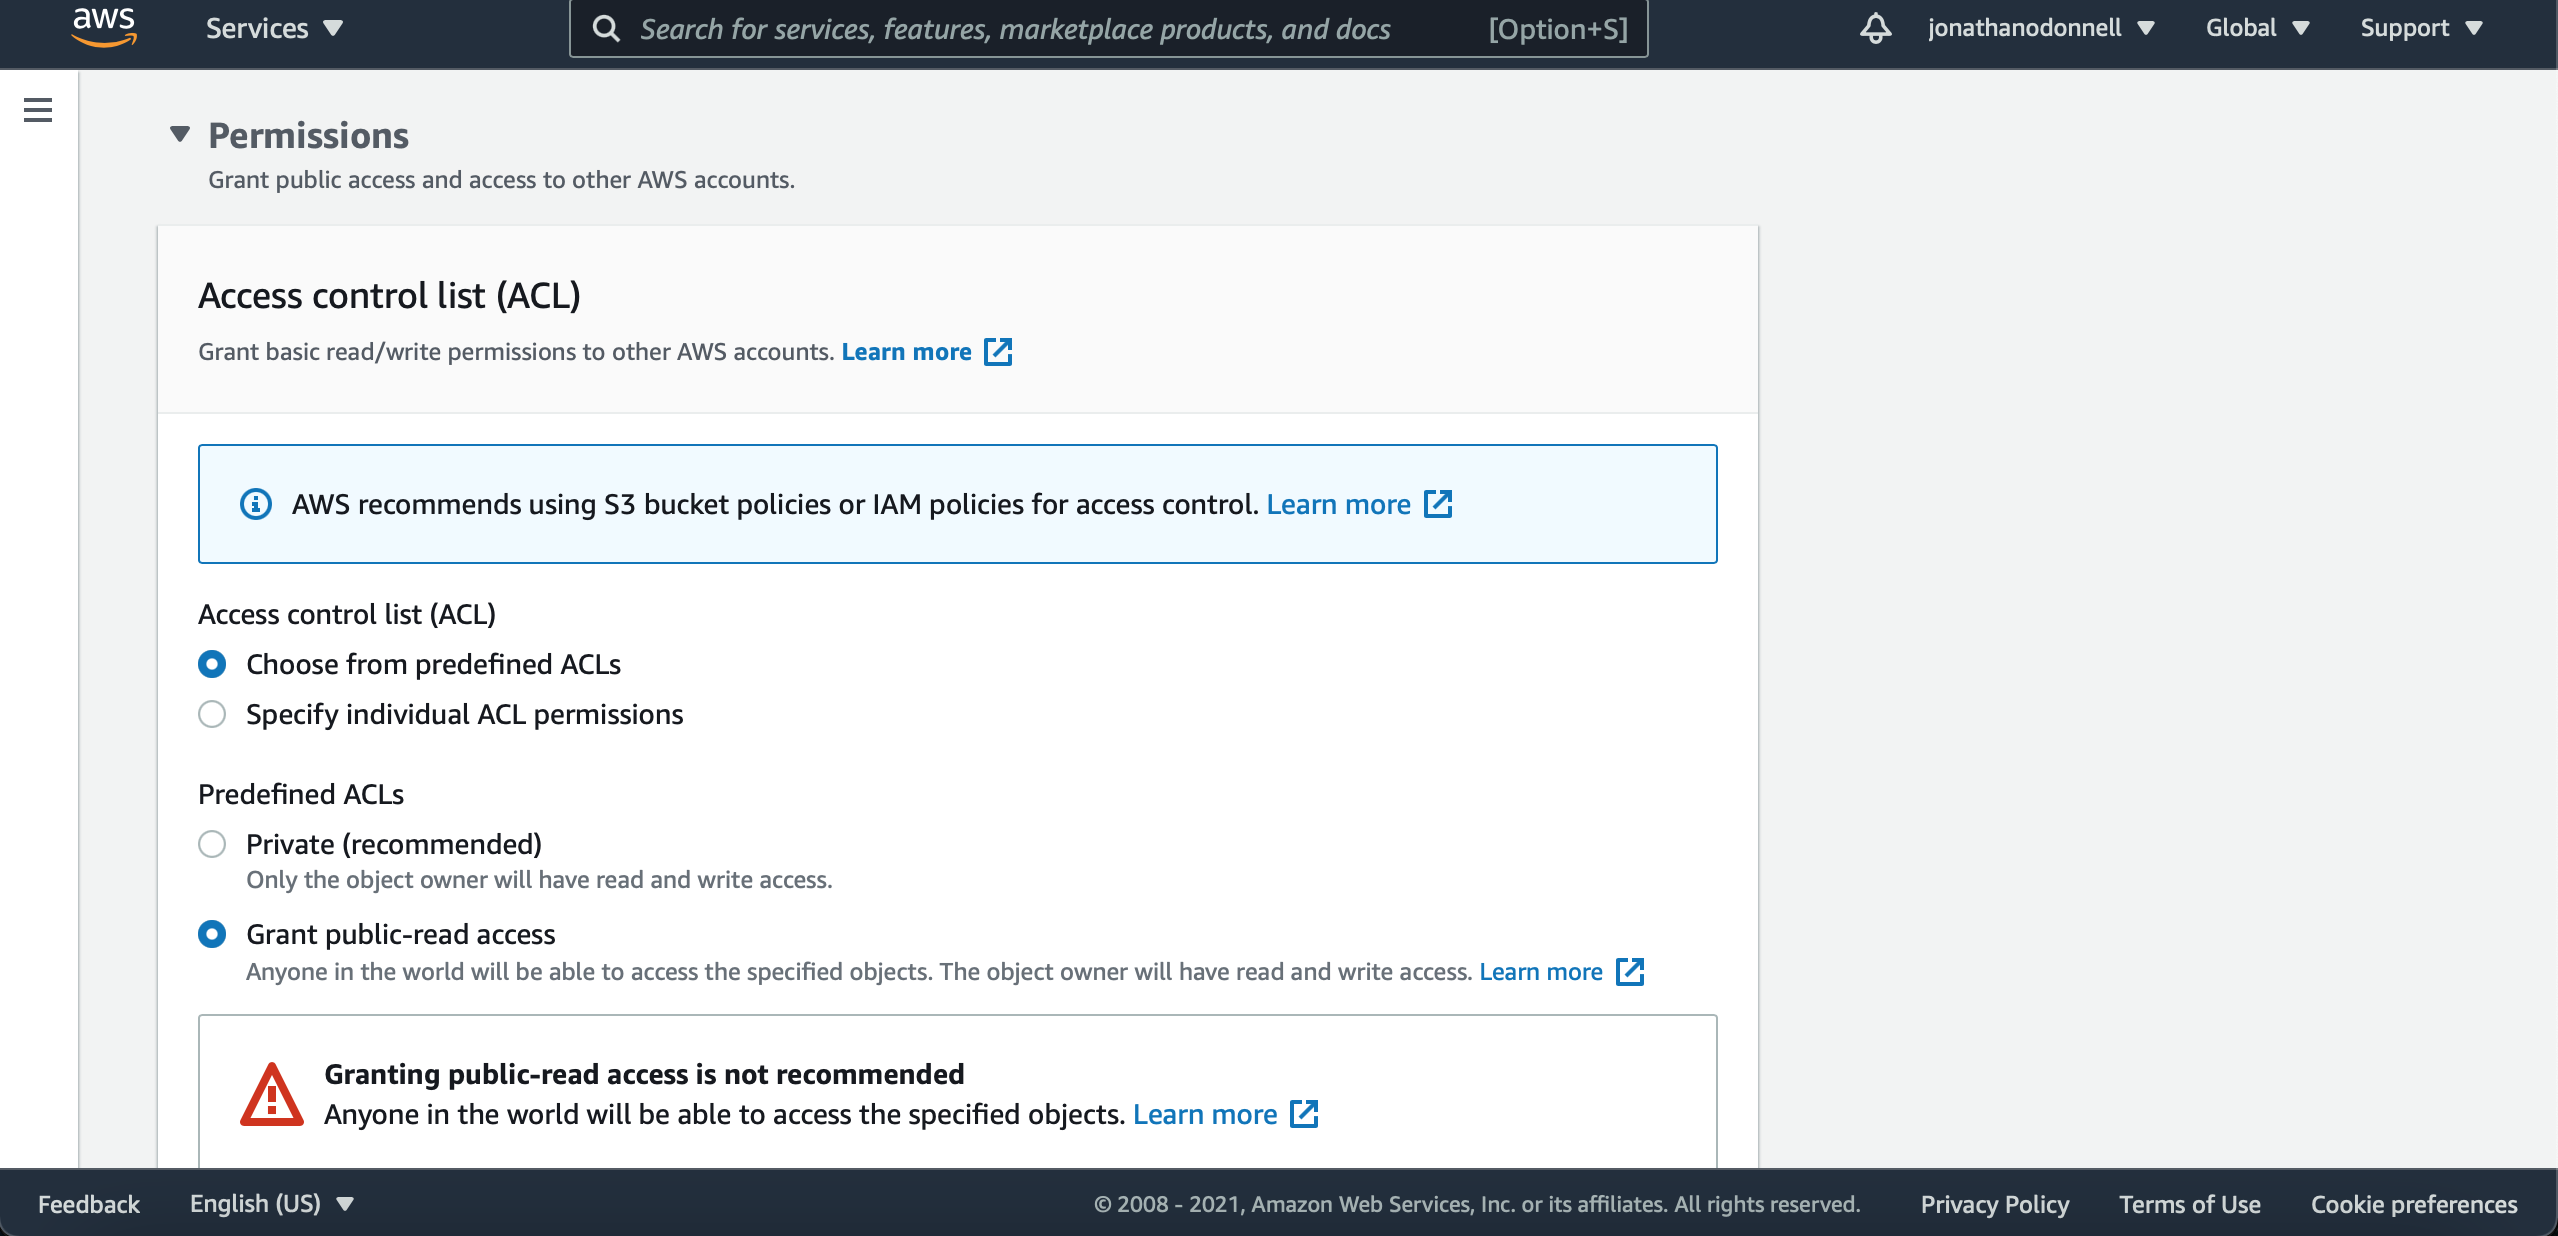 aws
Services
Search for services, features, marketplace products, and docs [Option+S]
jonathanodonnell
Global
Support
Permissions
Grant public access and access to other AWS accounts.
Access control list (ACL)
Grant basic read/write permissions to other AWS accounts. Learn more
AWS recommends using S3 bucket policies or IAM policies for access control. Learn more
Access control list (ACL)
Choose from predefined ACLs
Specify individual ACL permissions
Predefined ACLs
Private (recommended)
Only the object owner will have read and write access.
Grant public-read access
Anyone in the world will be able to access the specified objects. The object owner will have read and write access. Learn more
Granting public-read access is not recommended
Anyone in the world will be able to access the specified objects. Learn more
Feedback
English (US)
© 2008 - 2021, Amazon Web Services, Inc. or its affiliates. All rights reserved.
Privacy Policy
Terms of Use
Cookie preferences